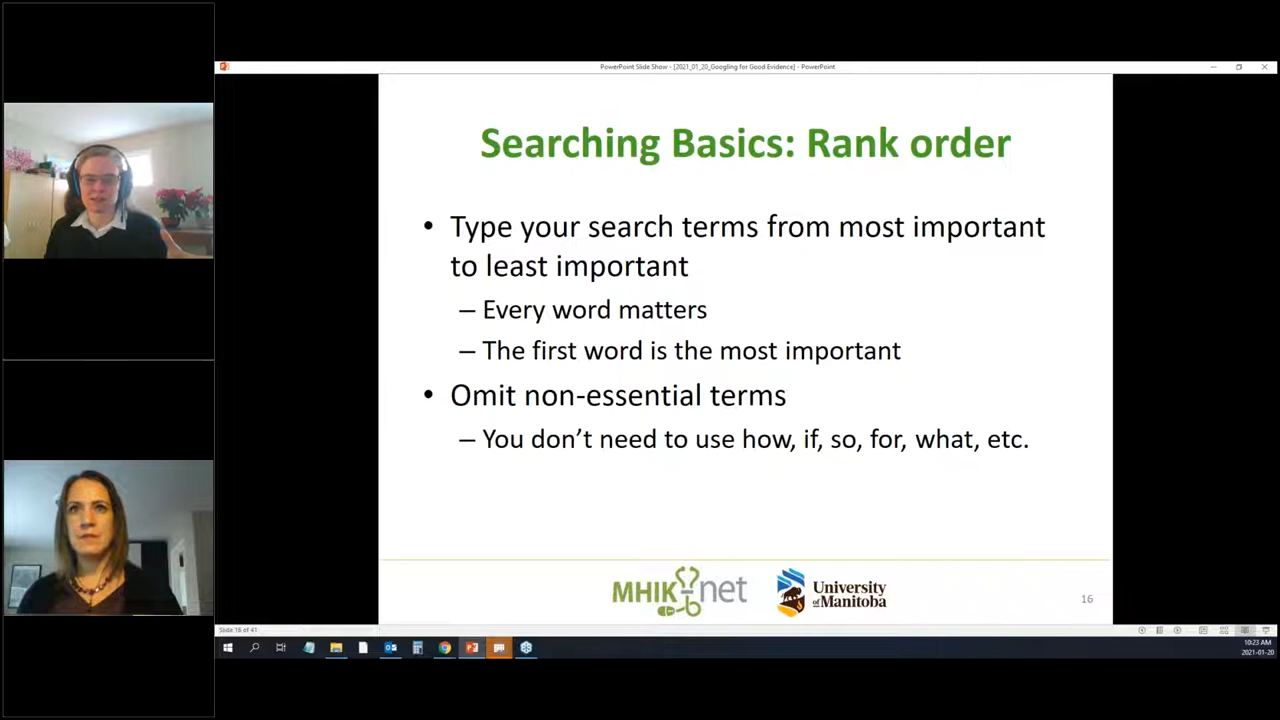 PowerPoint Slide Show - [2021_01_20_Googling for Good Evidence] - PowerPoint
Searching Basics: Rank order
• Type your search terms from most important
to least important
– Every word matters
– The first word is the most important
• Omit non-essential terms
– You don’t need to use how, if, so, for, what, etc.
MHIKnet
University
of Manitoba
16
Slide 16 of 41
10:23 AM
2021-01-20